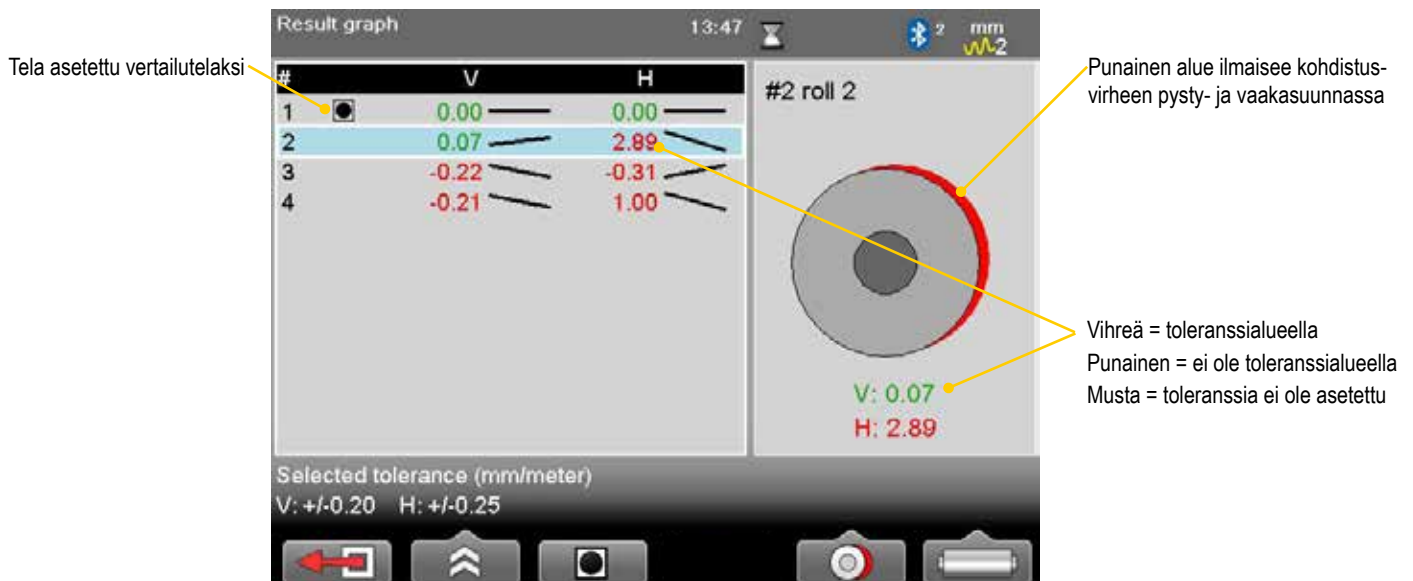 Result graph 13:47 2 mm
2
Tela asetettu vertailutelaksi
# V H
1 0.00 0.00
2 0.07 2.89
3 -0.22 -0.31
4 -0.21 1.00
#2 roll 2
V: 0.07
H: 2.89
Selected tolerance (mm/meter)
V: +/-0.20 H: +/-0.25
Punainen alue ilmaisee kohdistus-
virheen pysty- ja vaakasuunnassa
Vihreä = toleranssialueella
Punainen = ei ole toleranssialueella
Musta = toleranssia ei ole asetettu